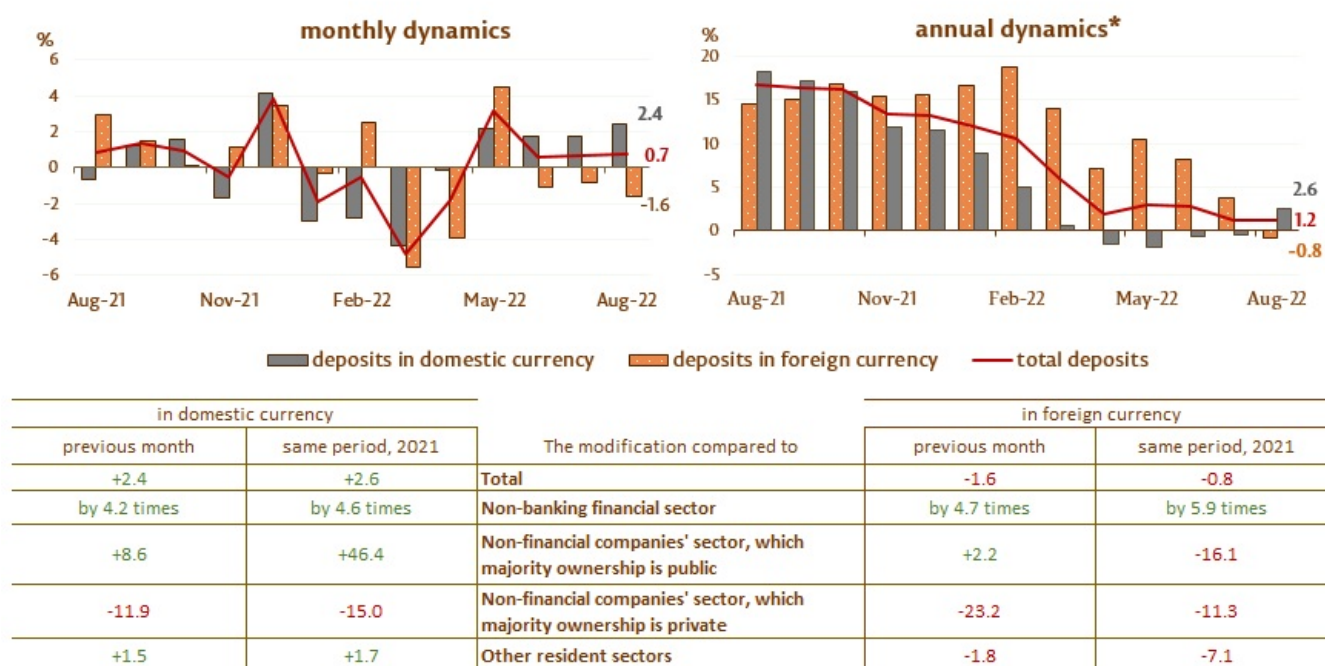 monthly dynamics
%
6
4
2
0
-2
-4
-6
2.4
0.7
-1.6
Aug-21 Nov-21 Feb-22 May-22 Aug-22
annual dynamics*
%
20
15
10
5
0
-5
2.6
1.2
-0.8
Aug-21 Nov-21 Feb-22 May-22 Aug-22
deposits in domestic currency deposits in foreign currency total deposits
in domestic currency in foreign currency
previous month same period, 2021 The modification compared to previous month same period, 2021
+2.4 +2.6 Total -1.6 -0.8
by 4.2 times by 4.6 times Non-banking financial sector by 4.7 times by 5.9 times
+8.6 +46.4 Non-financial companies' sector, which +2.2 -16.1
majority ownership is public
-11.9 -15.0 Non-financial companies' sector, which -23.2 -11.3
majority ownership is private
+1.5 +1.7 Other resident sectors -1.8 -7.1